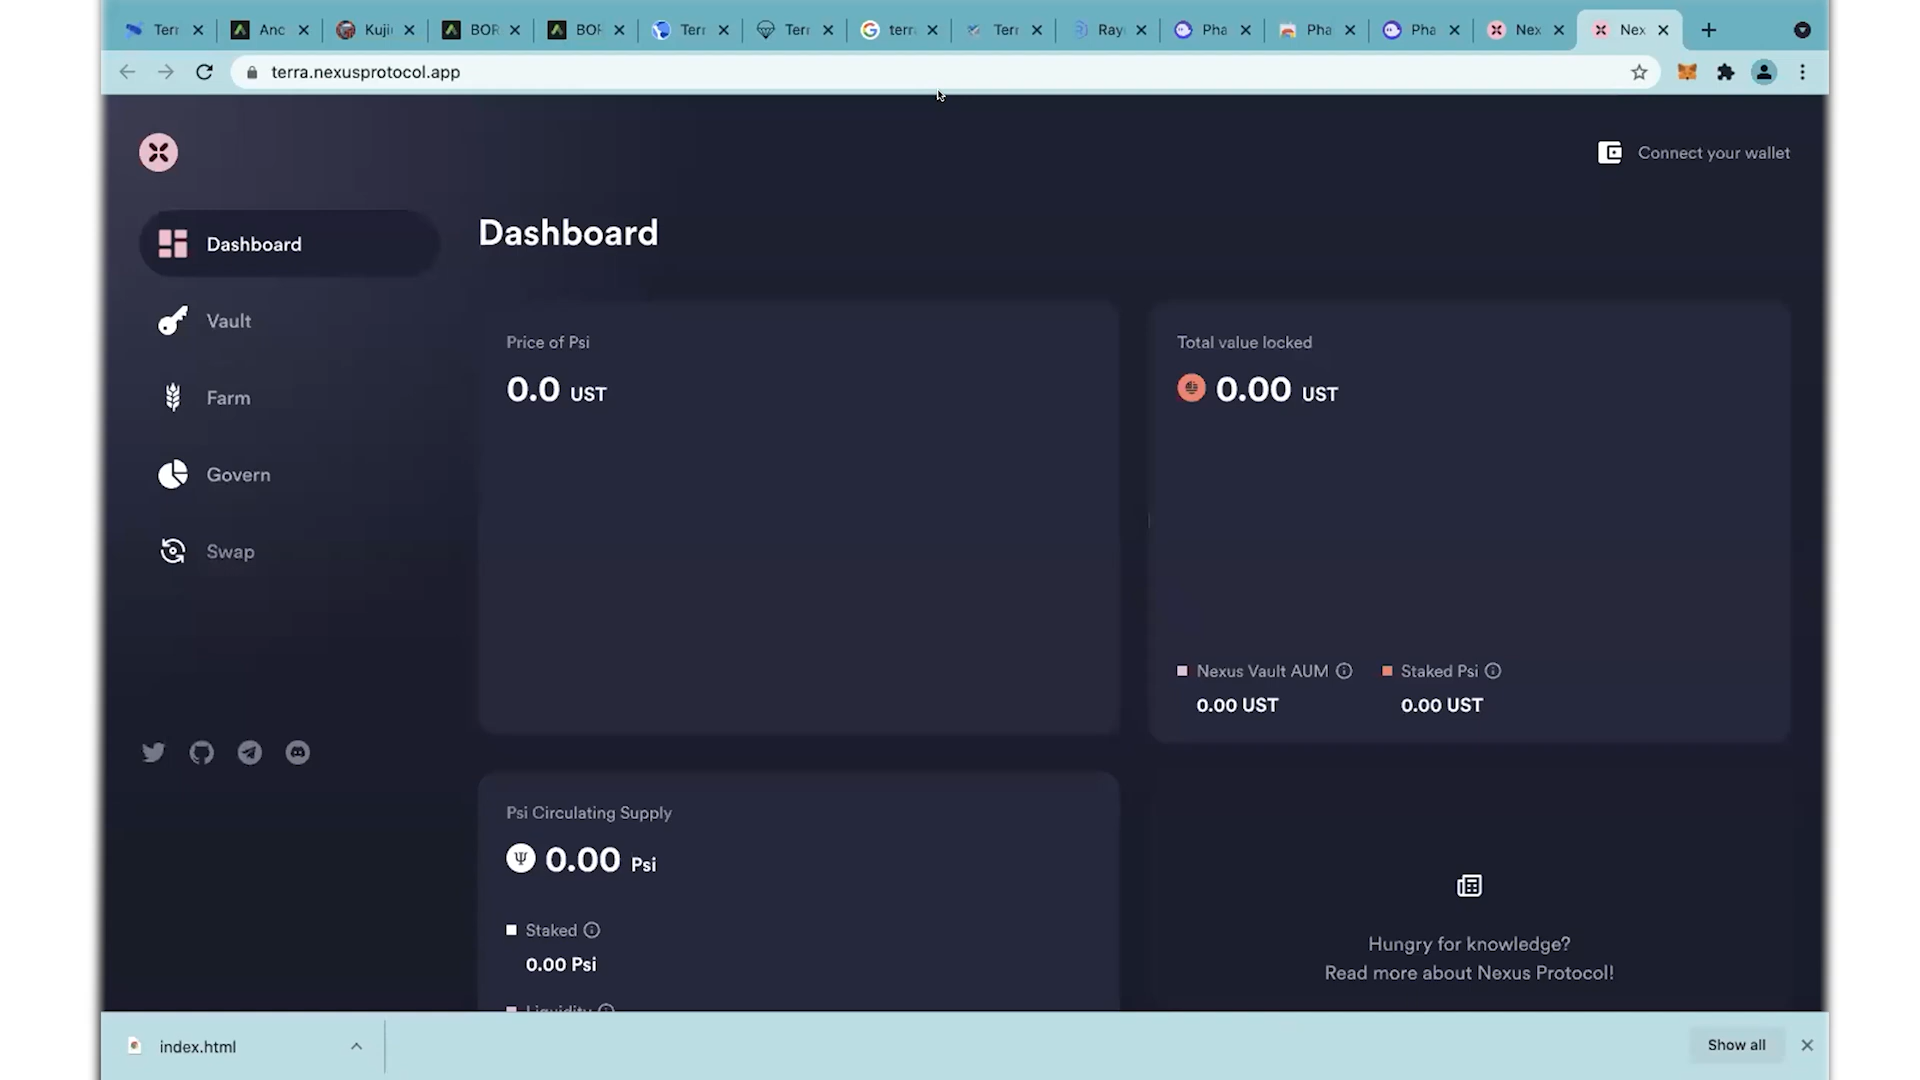 Terr
Anc
Kuji
BOR
BOR
Terr
Terr
terr
Terr
Ray
Pha
Pha
Pha
Nex
Nex
terra.nexusprotocol.app
Connect your wallet
Dashboard
Vault
Farm
Govern
Swap
Dashboard
Price of Psi
0.0 UST
Total value locked
0.00 UST
Nexus Vault AUM
0.00 UST
Staked Psi
0.00 UST
Psi Circulating Supply
Ψ 0.00 Psi
Staked
0.00 Psi
Liquidity
Hungry for knowledge?
Read more about Nexus Protocol!
index.html
Show all